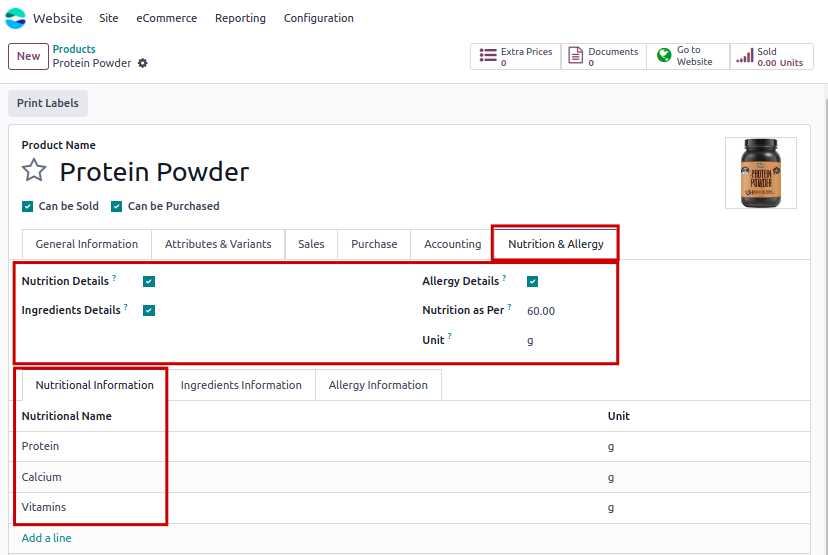 Website Site eCommerce Reporting Configuration
New
Products
Protein Powder
Extra Prices
0
Documents
0
Go to
Website
Sold
0.00 Units
Print Labels
Product Name
Protein Powder
Can be Sold Can be Purchased
PROTEIN
POWDER
General Information Attributes & Variants Sales Purchase Accounting Nutrition & Allergy
Nutrition Details ? Allergy Details ?
Ingredients Details ? Nutrition as Per ? 60.00
Unit ? g
Nutritional Information Ingredients Information Allergy Information
Nutritional Name Unit
Protein g
Calcium g
Vitamins g
Add a line